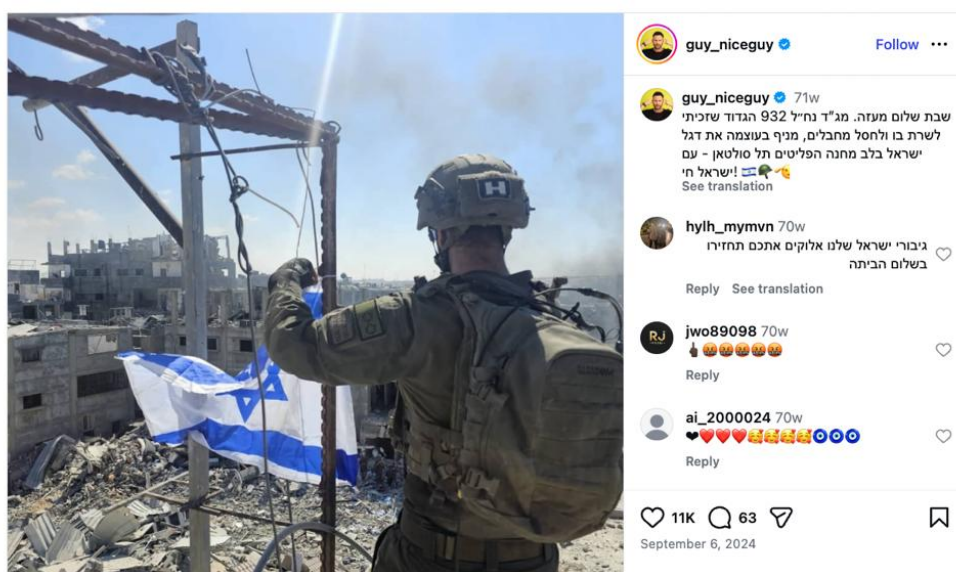 guy_niceguy
Follow
guy_niceguy 71w
שבת שלום מעזה. מג"ד נח״ל 932 הגדוד שזכיתי
לשרת בו ולחסל מחבלים, מניף בעוצמה את דגל
ישראל בלב מחנה הפליטים תל סולטאן - עם
ישראל חי! 🇮🇱🪖🫡
See translation
hylh_mymvn 70w
גיבורי ישראל שלנו אלוקים אתכם תחזירו
בשלום הביתה
Reply See translation
RJ
jwo89098 70w
🖕🏿🤬🤬🤬🤬🤬
Reply
ai_2000024 70w
❤️❤️❤️❤️🥰🥰🥰🥰🧿🧿🧿
Reply
H
11K 63
September 6, 2024